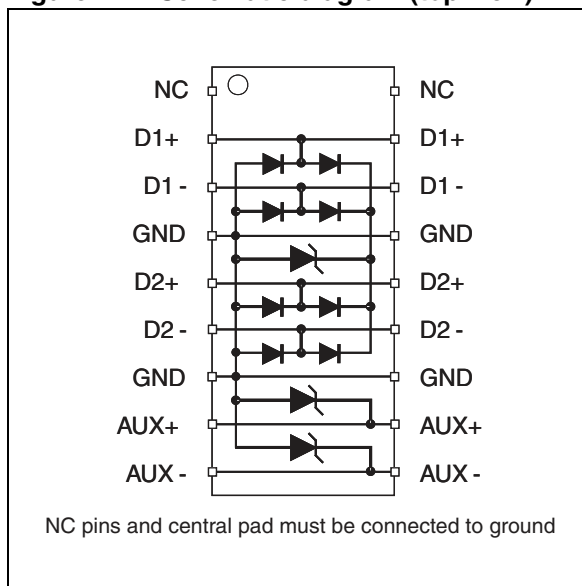 NC NC
D1+ D1+
D1 - D1 -
GND GND
D2+ D2+
D2 - D2 -
GND GND
AUX+ AUX+
AUX - AUX -
NC pins and central pad must be connected to ground